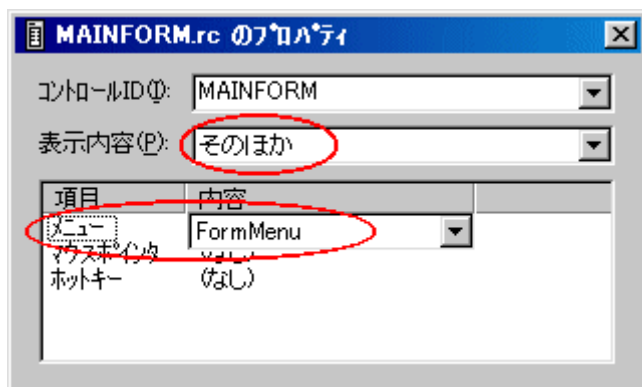 MAINFORM.rc のﾌﾟﾛﾊﾟﾃｨ
ｺﾝﾄﾛｰﾙID(I): MAINFORM
表示内容(P): そのほか
項目 内容
ﾒﾆｭｰ FormMenu
ﾏｳｽﾎﾟｲﾝﾀ (なし)
ﾎｯﾄｷｰ (なし)